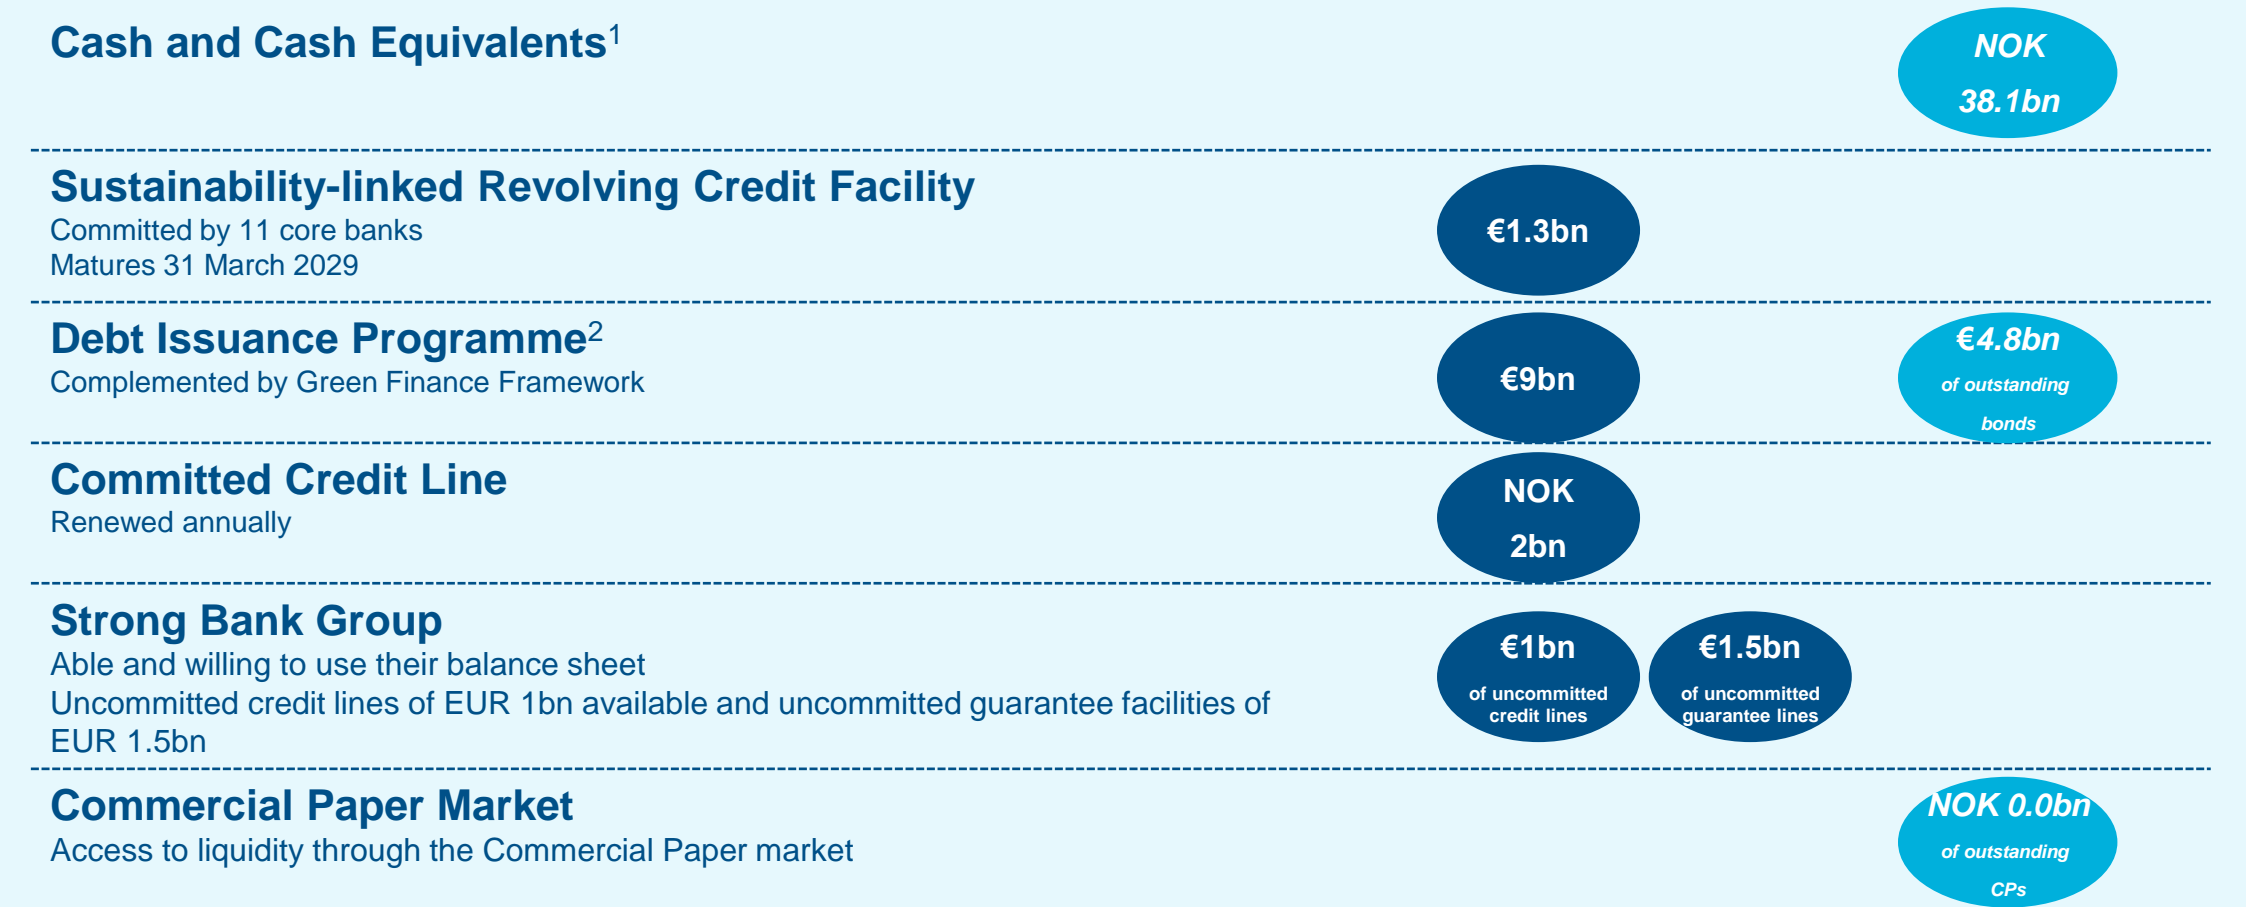 Cash and Cash Equivalents1
NOK
38.1bn
Sustainability-linked Revolving Credit Facility
Committed by 11 core banks
Matures 31 March 2029
€1.3bn
Debt Issuance Programme2
Complemented by Green Finance Framework
€9bn
€4.8bn
of outstanding
bonds
Committed Credit Line
Renewed annually
NOK
2bn
Strong Bank Group
Able and willing to use their balance sheet
Uncommitted credit lines of EUR 1bn available and uncommitted guarantee facilities of
EUR 1.5bn
€1bn
of uncommitted
credit lines
€1.5bn
of uncommitted
guarantee lines
Commercial Paper Market
Access to liquidity through the Commercial Paper market
NOK 0.0bn
of outstanding
CPs